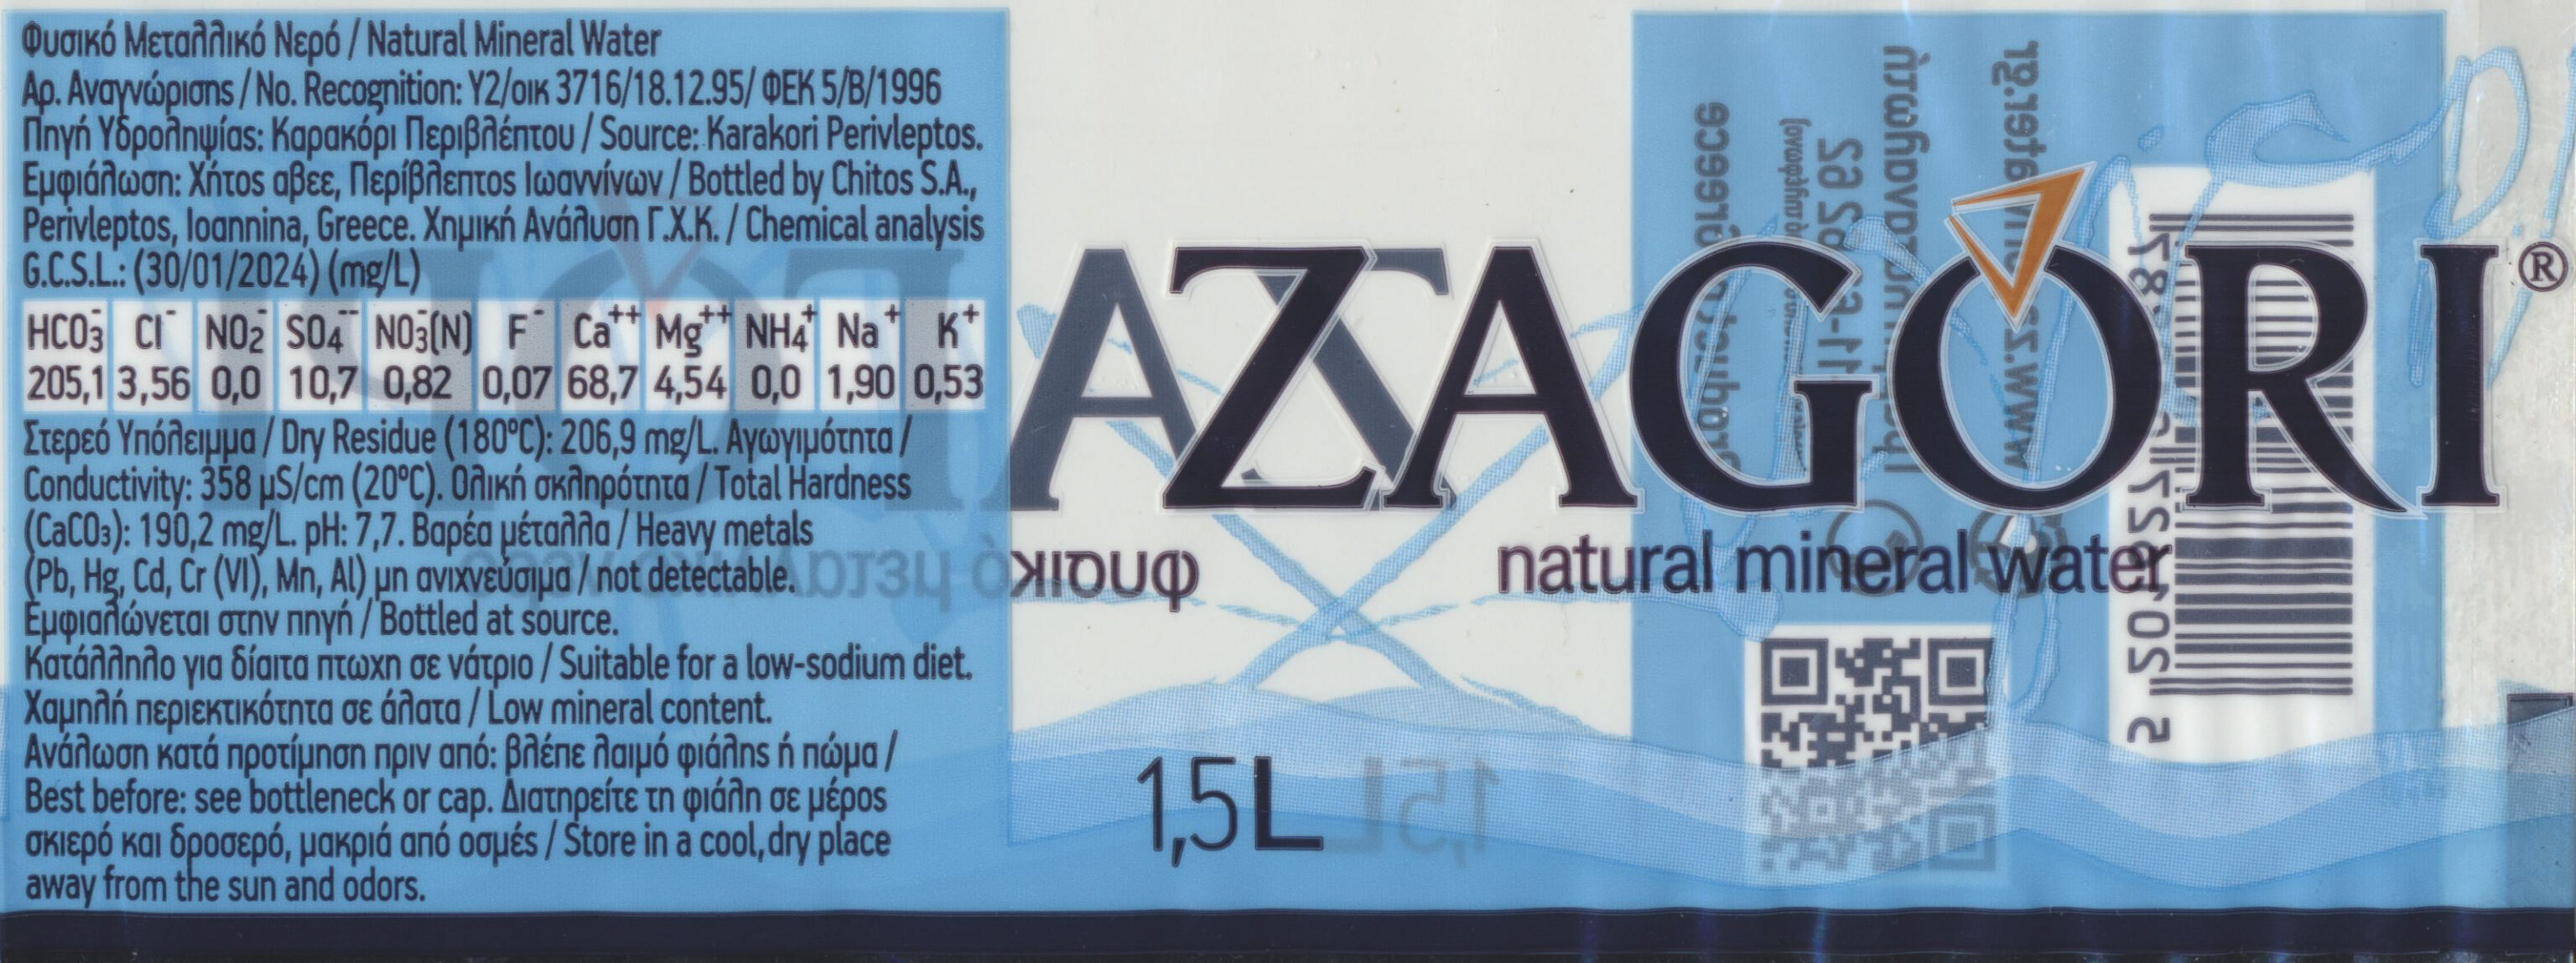 Φυσικό Μεταλλικό Νερό / Natural Mineral Water
Αρ. Αναγνώρισης / No. Recognition: Υ2/οικ 3716/18.12.95/ ΦΕΚ 5/Β/1996
Πηγή Υδροληψίας: Καρακόρι Περιβλέπτου / Source: Karakori Perivleptos.
Εμφιάλωση: Χήτος αβεε, Περίβλεπτος Ιωαννίνων / Bottled by Chitos S.A.,
Perivleptos, Ioannina, Greece. Χημική Ανάλυση Γ.Χ.Κ. / Chemical analysis
G.C.S.L.: (30/01/2024) (mg/L)
HCO3⁻ Cl⁻ NO2⁻ SO4⁻⁻ NO3⁻(N) F⁻ Ca⁺⁺ Mg⁺⁺ NH4⁺ Na⁺ K⁺
205,1 3,56 0,0 10,7 0,82 0,07 68,7 4,54 0,0 1,90 0,53
Στερεό Υπόλειμμα / Dry Residue (180°C): 206,9 mg/L. Αγωγιμότητα /
Conductivity: 358 μS/cm (20°C). Ολική σκληρότητα / Total Hardness
(CaCO₃): 190,2 mg/L. pH: 7,7. Βαρέα μέταλλα / Heavy metals
(Pb, Hg, Cd, Cr (VI), Mn, Al) μη ανιχνεύσιμα / not detectable.
Εμφιαλώνεται στην πηγή / Bottled at source.
Κατάλληλο για δίαιτα πτωχη σε νάτριο / Suitable for a low-sodium diet.
Χαμηλή περιεκτικότητα σε άλατα / Low mineral content.
Ανάλωση κατά προτίμηση πριν από: βλέπε λαιμό φιάλης ή πώμα /
Best before: see bottleneck or cap. Διατηρείτε τη φιάλη σε μέρος
σκιερό και δροσερό, μακριά από οσμές / Store in a cool, dry place
away from the sun and odors.
ZAGORI®
natural mineral water
φυσικό μεταλλικό νερό
1,5L
1,5L